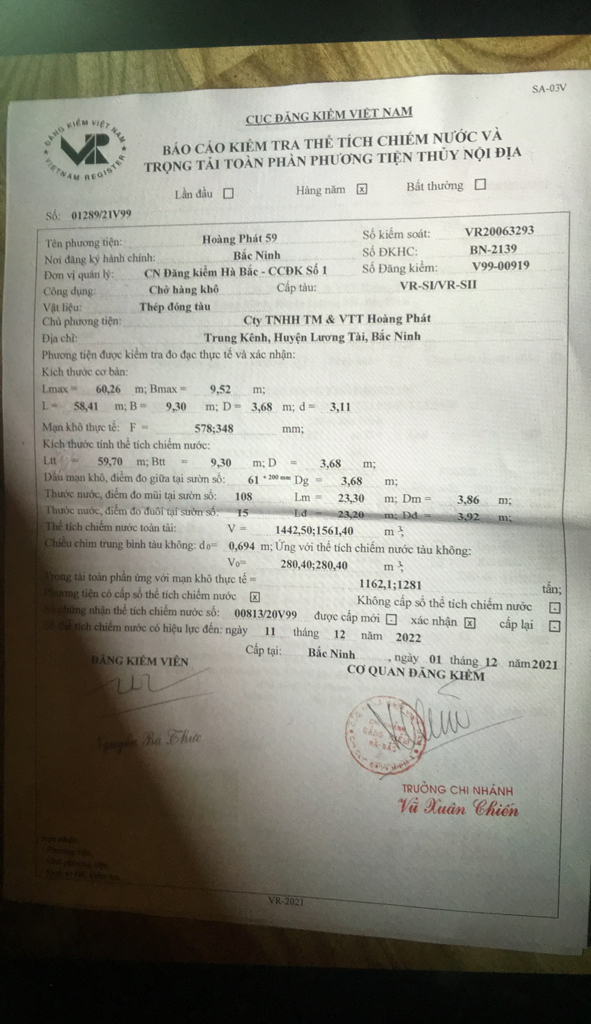 SA-03V
CỤC ĐĂNG KIỂM VIỆT NAM
ĐĂNG KIỂM VIỆT NAM
VR
VIETNAM REGISTER
BÁO CÁO KIỂM TRA THỂ TÍCH CHIẾM NƯỚC VÀ
TRỌNG TẢI TOÀN PHẦN PHƯƠNG TIỆN THỦY NỘI ĐỊA
Lần đầu ☐ Hàng năm ☒ Bất thường ☐
Số: 01289/21V99
Tên phương tiện: Hoàng Phát 59 Số kiểm soát: VR20063293
Nơi đăng ký hành chính: Bắc Ninh Số ĐKHC: BN-2139
Đơn vị quản lý: CN Đăng kiểm Hà Bắc - CCĐK Số 1 Số Đăng kiểm: V99-00919
Công dụng: Chở hàng khô Cấp tàu: VR-SI/VR-SII
Vật liệu: Thép đóng tàu
Chủ phương tiện: Cty TNHH TM & VTT Hoàng Phát
Địa chỉ: Trung Kênh, Huyện Lương Tài, Bắc Ninh
Phương tiện được kiểm tra đo đạc thực tế và xác nhận:
Kích thước cơ bản:
Lmax = 60,26 m; Bmax = 9,52 m;
L = 58,41 m; B = 9,30 m; D = 3,68 m; d = 3,11
Mạn khô thực tế: F = 578;348 mm;
Kích thước tính thể tích chiếm nước:
Ltt = 59,70 m; Btt = 9,30 m; D = 3,68 m;
Dấu mạn khô, điểm đo giữa tại sườn số: 61 + 200 mm Dg = 3,68 m;
Thước nước, điểm đo mũi tại sườn số: 108 Lm = 23,30 m; Dm = 3,86 m;
Thước nước, điểm đo đuôi tại sườn số: 15 Lđ = 23,20 m; Dđ = 3,92 m;
Thể tích chiếm nước toàn tải: V = 1442,50;1561,40 m³;
Chiều chìm trung bình tàu không: d₀= 0,694 m; Ứng với thể tích chiếm nước tàu không:
V₀= 280,40;280,40 m³;
Trọng tải toàn phần ứng với mạn khô thực tế = 1162,1;1281 tấn;
Phương tiện có cấp sổ thể tích chiếm nước ☒ Không cấp sổ thể tích chiếm nước ☐
chứng nhận thể tích chiếm nước số: 00813/20V99 được cấp mới ☐ xác nhận ☒ cấp lại ☐
thể tích chiếm nước có hiệu lực đến: ngày 11 tháng 12 năm 2022
Cấp tại: Bắc Ninh , ngày 01 tháng 12 năm 2021
ĐĂNG KIỂM VIÊN CƠ QUAN ĐĂNG KIỂM
Nguyễn Bá Thức
TRƯỞNG CHI NHÁNH
Vũ Xuân Chiến
VR-2021